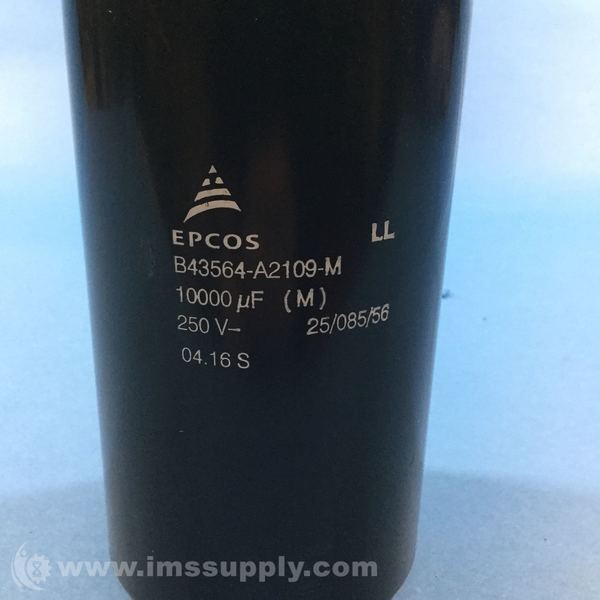 EPCOS LL
B43564-A2109-M
10000 µF (M)
250 V– 25/085/56
04.16 S
www.imssupply.com